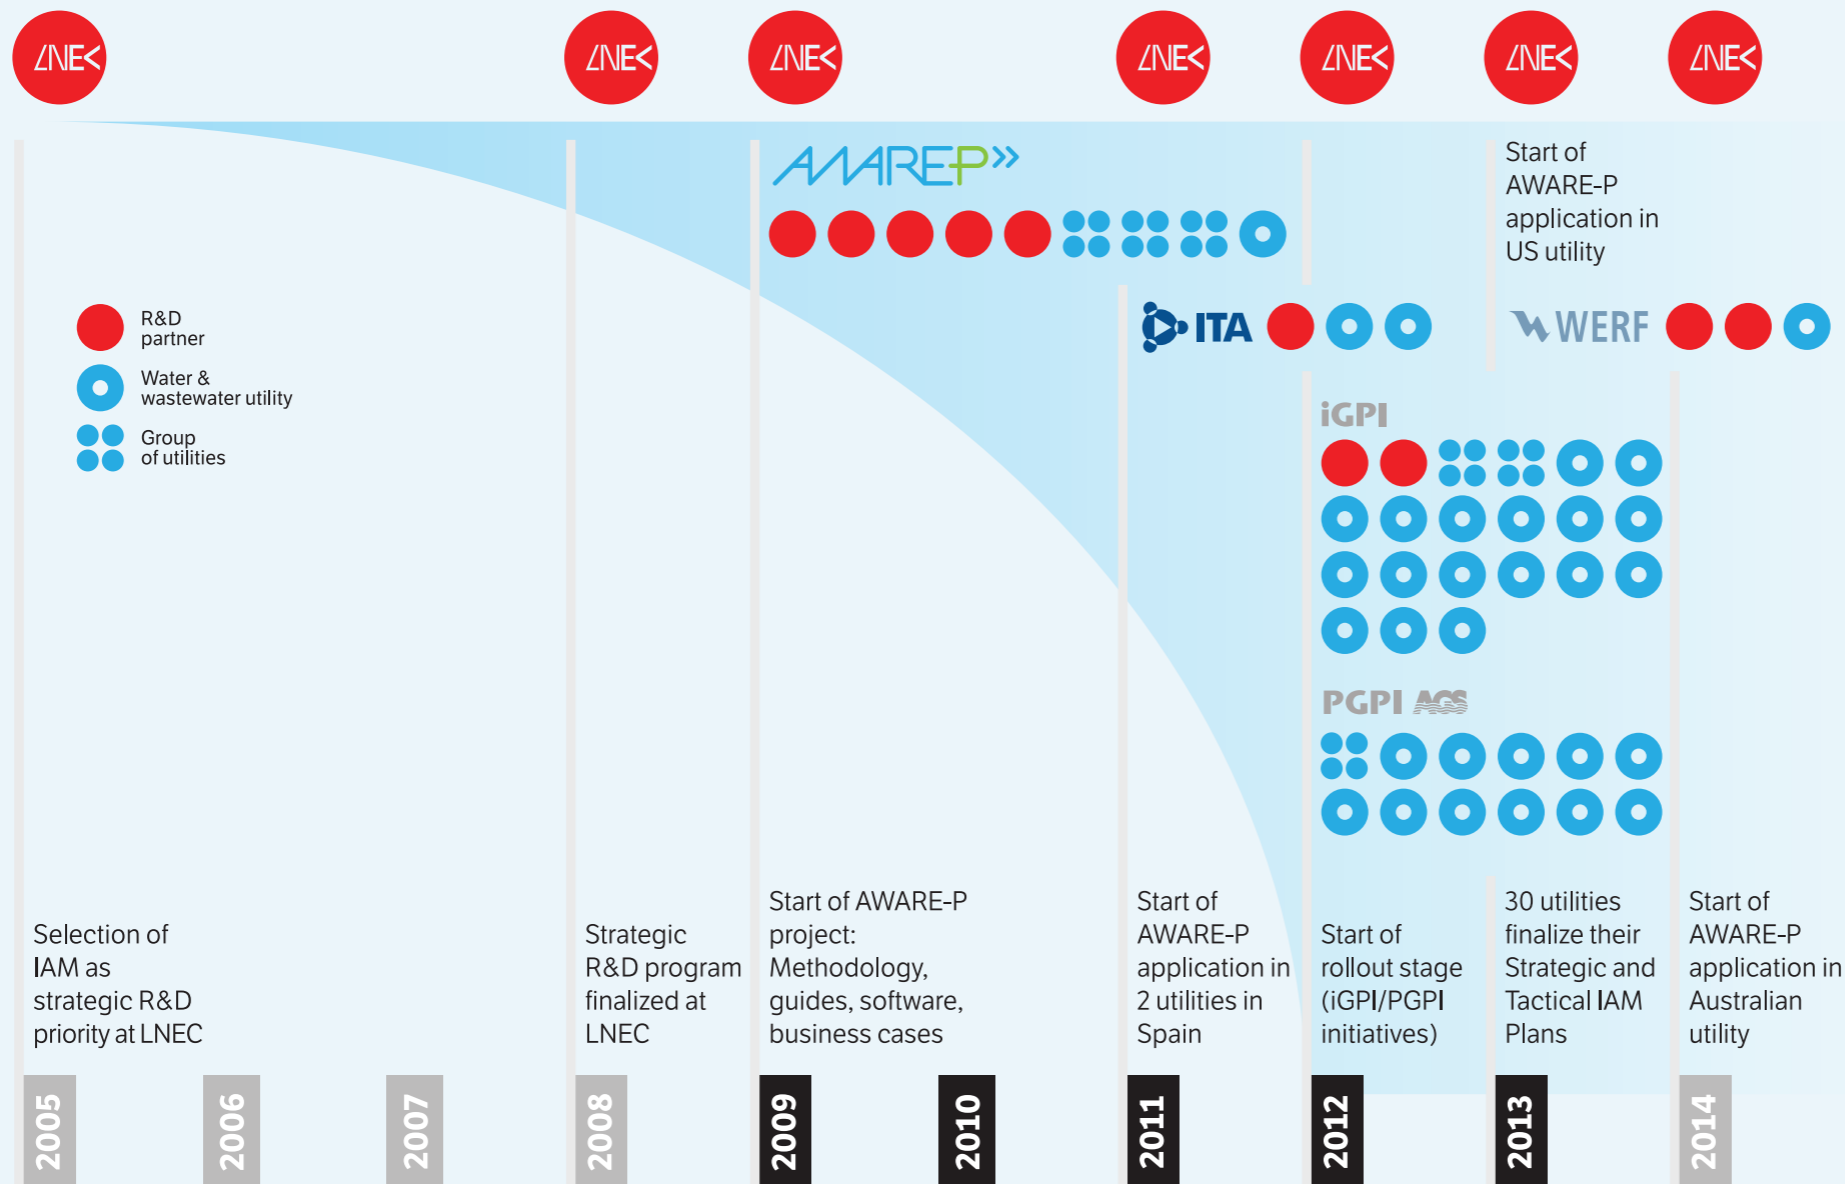 LNEC
LNEC
LNEC
LNEC
LNEC
LNEC
LNEC
AWARE-P
Start of
AWARE-P
application in
US utility
R&D
partner
Water &
wastewater utility
Group
of utilities
ITA
WERF
iGPI
PGPI AGS
Selection of
IAM as
strategic R&D
priority at LNEC
Strategic
R&D program
finalized at
LNEC
Start of AWARE-P
project:
Methodology,
guides, software,
business cases
Start of
AWARE-P
application in
2 utilities in
Spain
Start of
rollout stage
(iGPI/PGPI
initiatives)
30 utilities
finalize their
Strategic and
Tactical IAM
Plans
Start of
AWARE-P
application in
Australian
utility
2005
2006
2007
2008
2009
2010
2011
2012
2013
2014